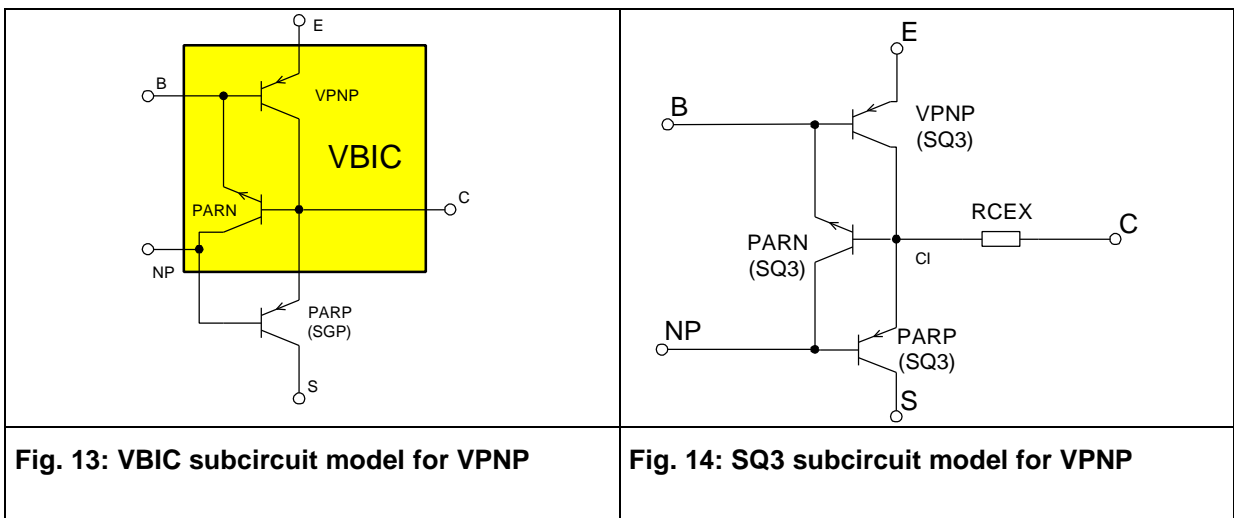 E
B
VPNP
VBIC
PARN
C
NP
PARP
(SGP)
S
Fig. 13: VBIC subcircuit model for VPNP
E
B
VPNP
(SQ3)
RCEX
C
PARN
(SQ3)
CI
NP
PARP
(SQ3)
S
Fig. 14: SQ3 subcircuit model for VPNP